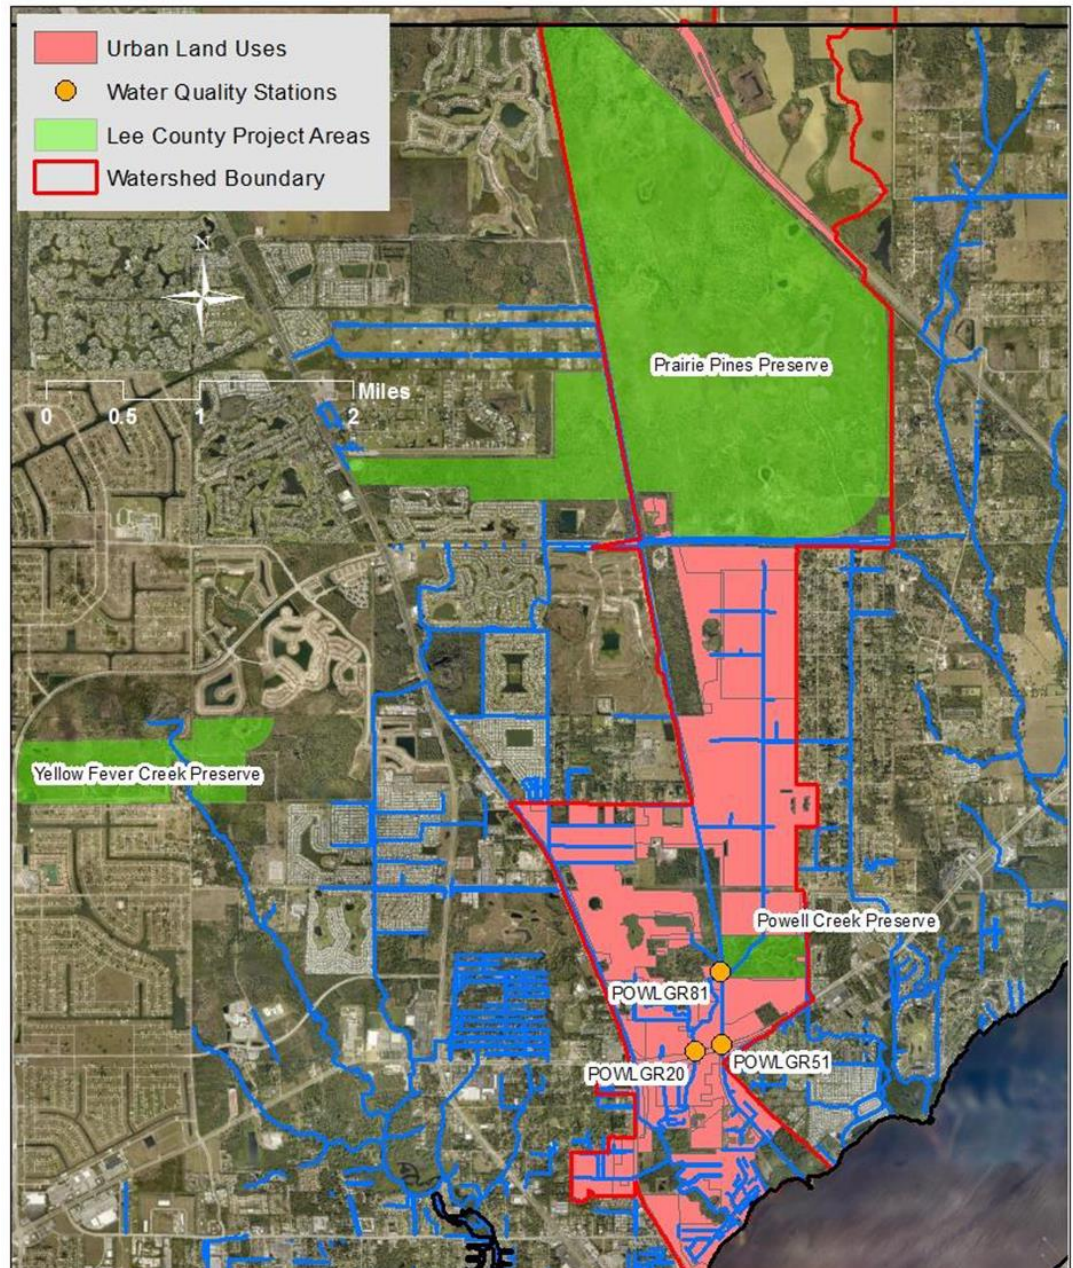 Urban Land Uses
Water Quality Stations
Lee County Project Areas
Watershed Boundary
N
Miles
0 0.5 1 2
Prairie Pines Preserve
Yellow Fever Creek Preserve
Powell Creek Preserve
POWLGR81
POWLGR51
POWLGR20